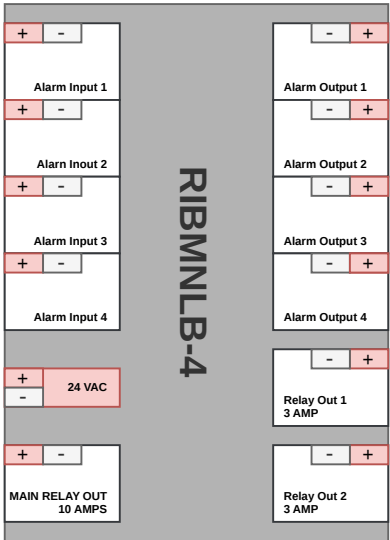 + -
Alarm Input 1
+ -
Alarn Inout 2
+ -
Alarm Input 3
+ -
Alarm Input 4
+
-
24 VAC
+ -
MAIN RELAY OUT
10 AMPS
RIBMNLB-4
- +
Alarm Output 1
- +
Alarm Output 2
- +
Alarm Output 3
- +
Alarm Output 4
- +
Relay Out 1
3 AMP
- +
Relay Out 2
3 AMP